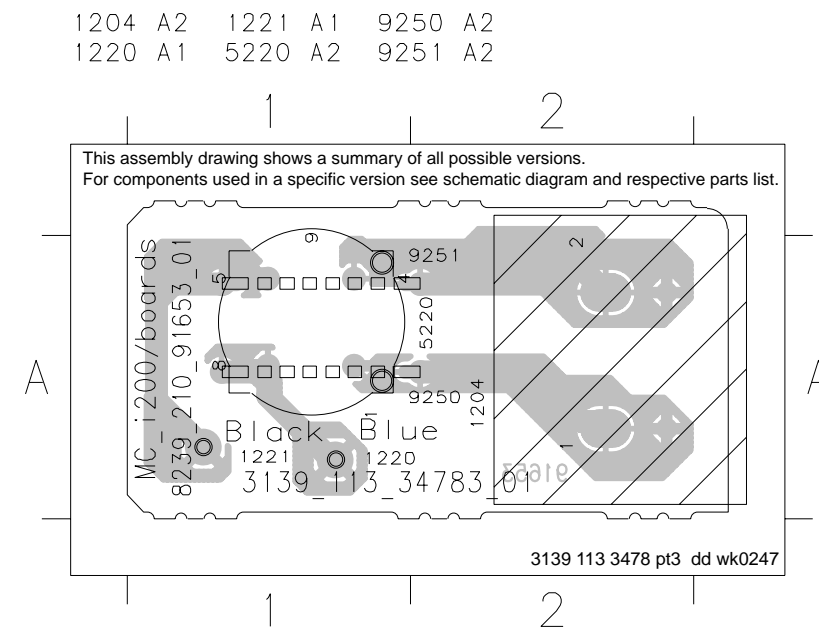 1204 A2 1221 A1 9250 A2
1220 A1 5220 A2 9251 A2
1 2
This assembly drawing shows a summary of all possible versions.
For components used in a specific version see schematic diagram and respective parts list.
MC_i200/boards
8239_210_91653_01
9
5
4
9251
2
5220
A
A
8
9250
1204
1
1
Black Blue
1221
1220
3139_113_34783_01
91653
3139 113 3478 pt3 dd wk0247
1 2